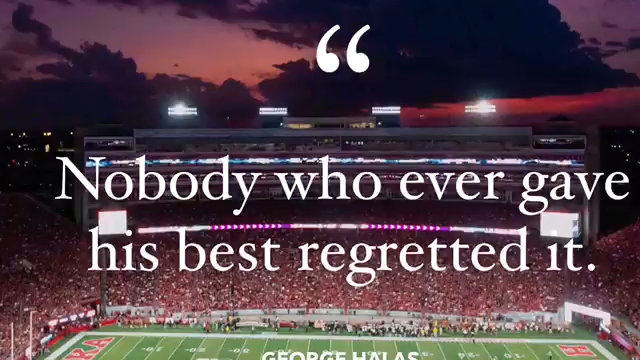 “
Nobody who ever gave
his best regretted it.
GEORGE HALAS